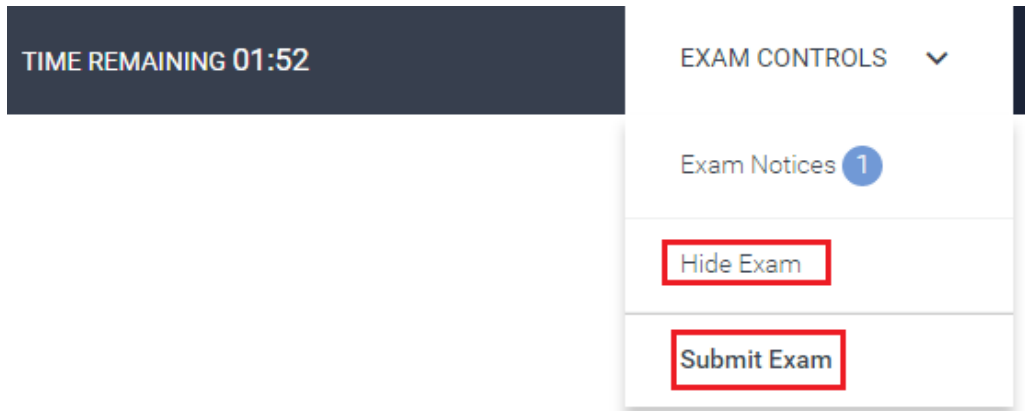 TIME REMAINING 01:52
EXAM CONTROLS
Exam Notices 1
Hide Exam
Submit Exam